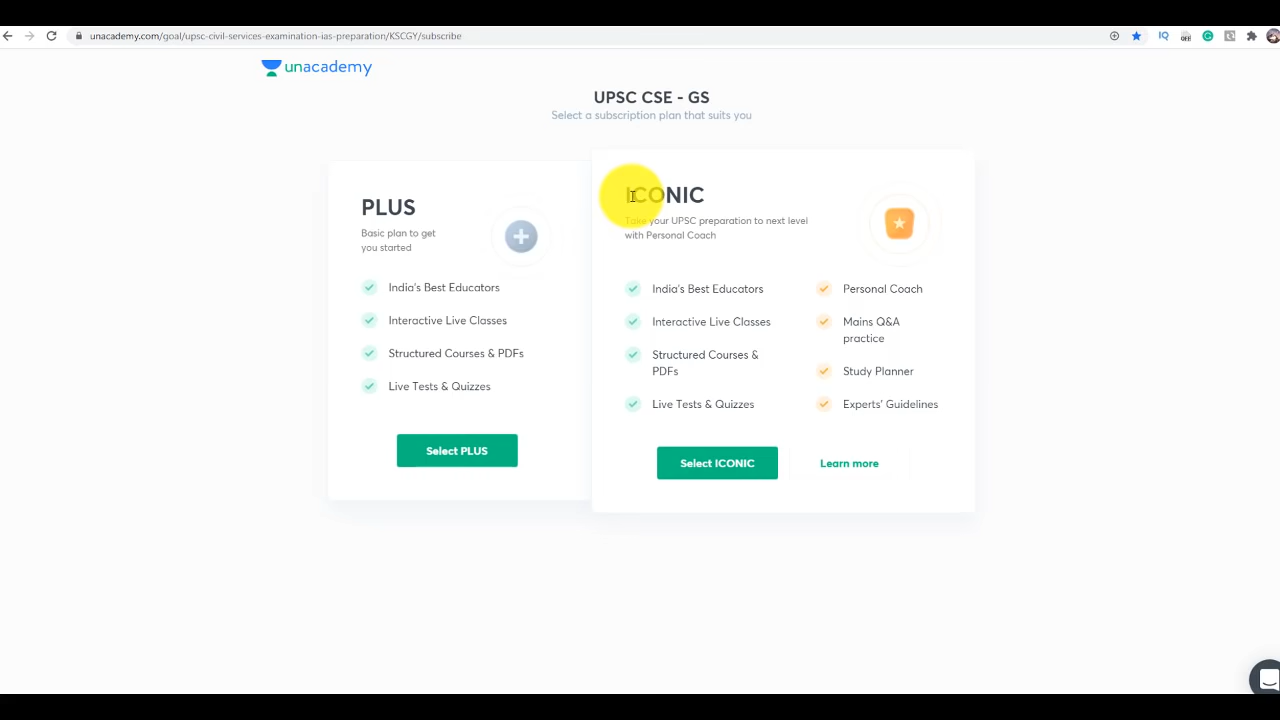 unacademy.com/goal/upsc-civil-services-examination-ias-preparation/KSCGY/subscribe
IQ
OFF
unacademy
UPSC CSE - GS
Select a subscription plan that suits you
PLUS
Basic plan to get
you started
India's Best Educators
Interactive Live Classes
Structured Courses & PDFs
Live Tests & Quizzes
Select PLUS
ICONIC
Take your UPSC preparation to next level
with Personal Coach
India's Best Educators
Interactive Live Classes
Structured Courses &
PDFs
Live Tests & Quizzes
Personal Coach
Mains Q&A
practice
Study Planner
Experts' Guidelines
Select ICONIC
Learn more